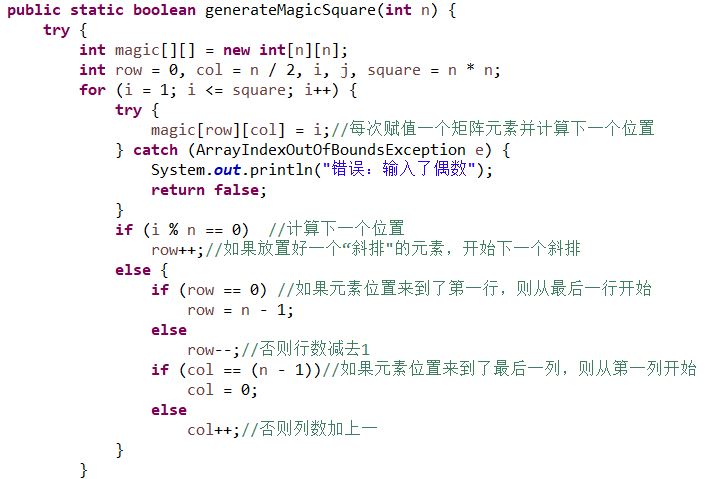 public static boolean generateMagicSquare(int n) {
    try {
        int magic[][] = new int[n][n];
        int row = 0, col = n / 2, i, j, square = n * n;
        for (i = 1; i <= square; i++) {
            try {
                magic[row][col] = i;//每次赋值一个矩阵元素并计算下一个位置
            } catch (ArrayIndexOutOfBoundsException e) {
                System.out.println("错误：输入了偶数");
                return false;
            }
            if (i % n == 0)  //计算下一个位置
                row++;//如果放置好一个“斜排"的元素，开始下一个斜排
            else {
                if (row == 0) //如果元素位置来到了第一行，则从最后一行开始
                    row = n - 1;
                else
                    row--;//否则行数减去1
                if (col == (n - 1))//如果元素位置来到了最后一列，则从第一列开始
                    col = 0;
                else
                    col++;//否则列数加上一
            }
        }